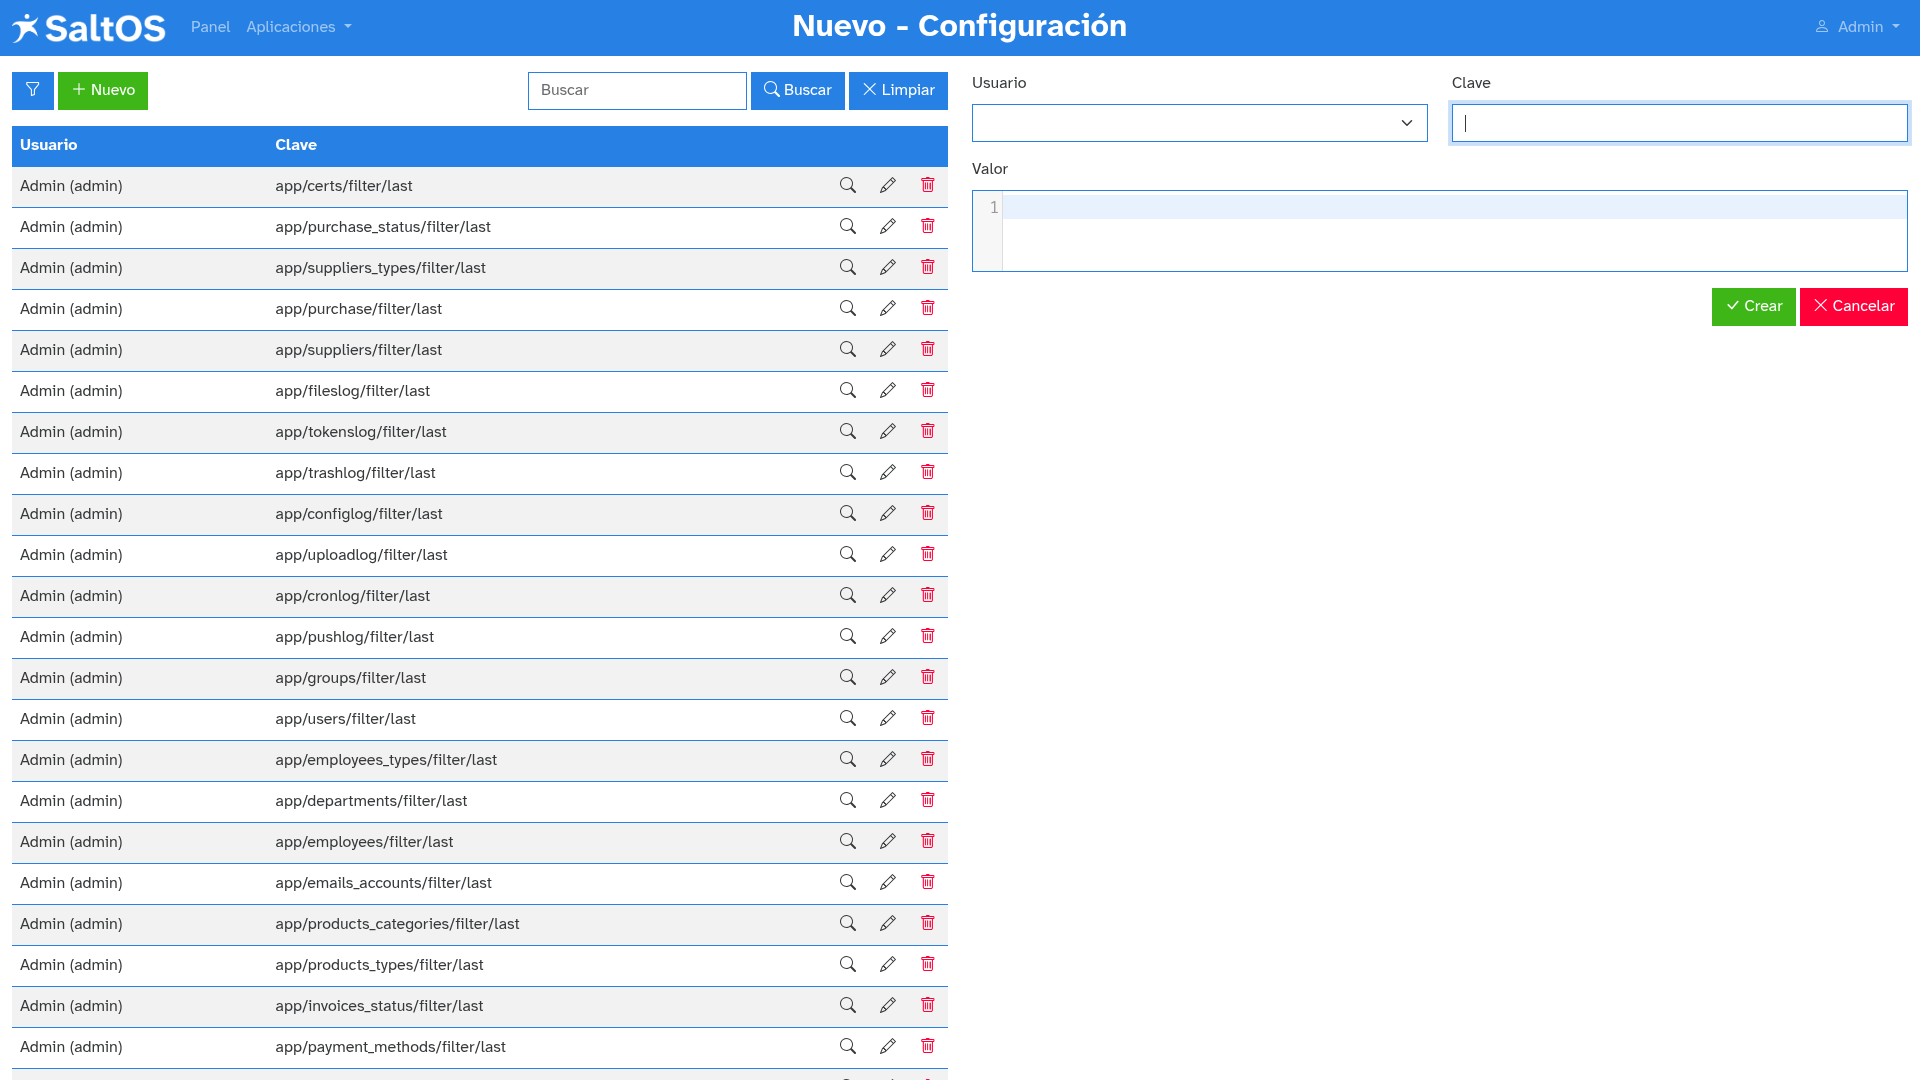 SaltOS Panel Aplicaciones Nuevo - Configuración Admin
Nuevo Buscar Buscar Limpiar
Usuario Clave
Admin (admin) app/certs/filter/last
Admin (admin) app/purchase_status/filter/last
Admin (admin) app/suppliers_types/filter/last
Admin (admin) app/purchase/filter/last
Admin (admin) app/suppliers/filter/last
Admin (admin) app/fileslog/filter/last
Admin (admin) app/tokenslog/filter/last
Admin (admin) app/trashlog/filter/last
Admin (admin) app/configlog/filter/last
Admin (admin) app/uploadlog/filter/last
Admin (admin) app/cronlog/filter/last
Admin (admin) app/pushlog/filter/last
Admin (admin) app/groups/filter/last
Admin (admin) app/users/filter/last
Admin (admin) app/employees_types/filter/last
Admin (admin) app/departments/filter/last
Admin (admin) app/employees/filter/last
Admin (admin) app/emails_accounts/filter/last
Admin (admin) app/products_categories/filter/last
Admin (admin) app/products_types/filter/last
Admin (admin) app/invoices_status/filter/last
Admin (admin) app/payment_methods/filter/last
Usuario Clave
Valor
1
Crear Cancelar